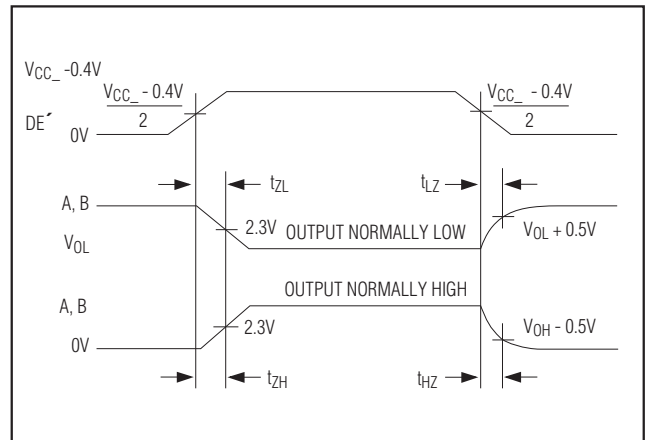 VCC_ -0.4V
VCC_ - 0.4V
2
VCC_ - 0.4V
2
DE´
0V
tZL
tLZ
A, B
2.3V
OUTPUT NORMALLY LOW
VOL + 0.5V
VOL
OUTPUT NORMALLY HIGH
A, B
2.3V
VOH - 0.5V
0V
tZH
tHZ